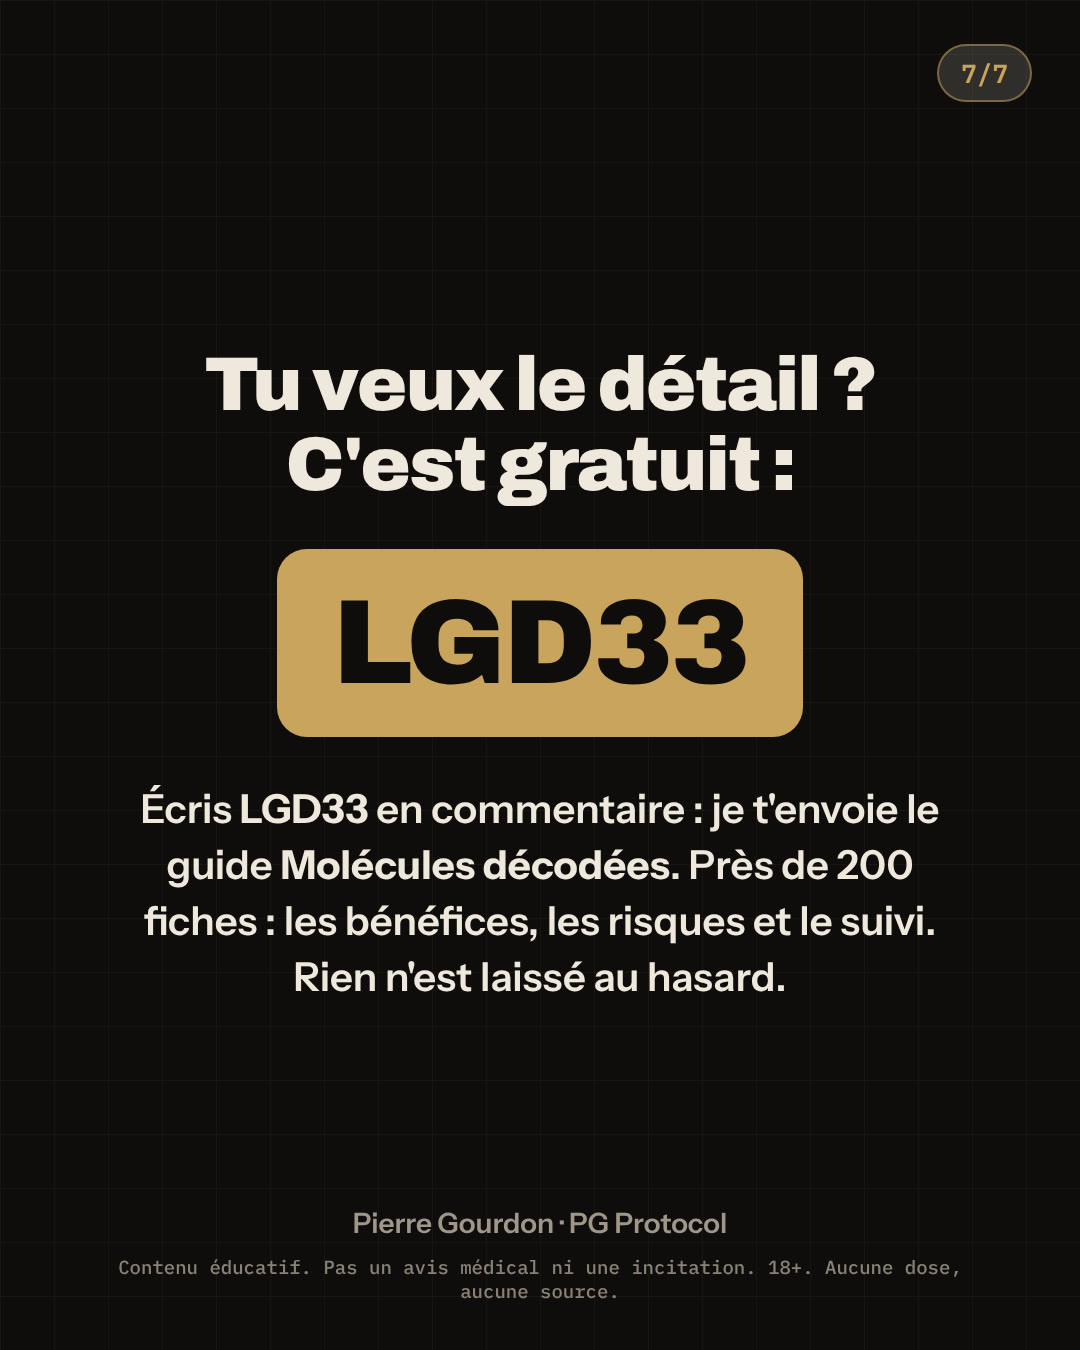 7/7
Tu veux le détail ?
C'est gratuit :
LGD33
Écris LGD33 en commentaire : je t'envoie le
guide Molécules décodées. Près de 200
fiches : les bénéfices, les risques et le suivi.
Rien n'est laissé au hasard.
Pierre Gourdon · PG Protocol
Contenu éducatif. Pas un avis médical ni une incitation. 18+. Aucune dose,
aucune source.